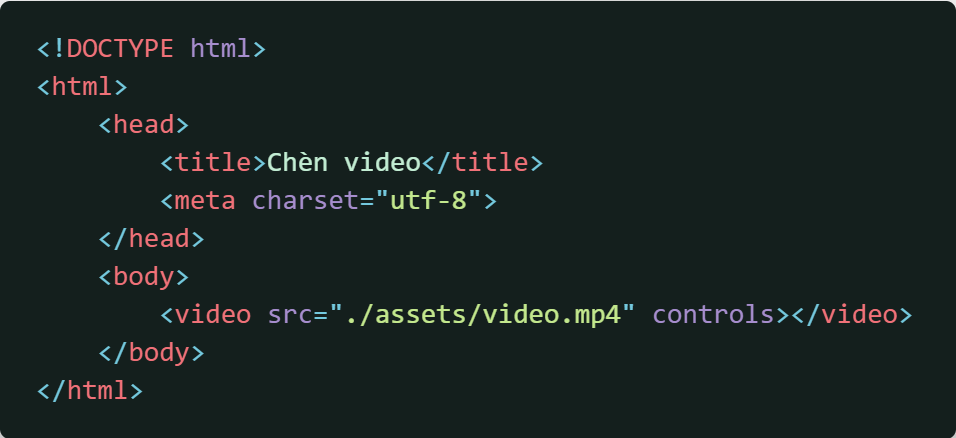 <!DOCTYPE html>
<html>
    <head>
        <title>Chèn video</title>
        <meta charset="utf-8">
    </head>
    <body>
        <video src="./assets/video.mp4" controls></video>
    </body>
</html>